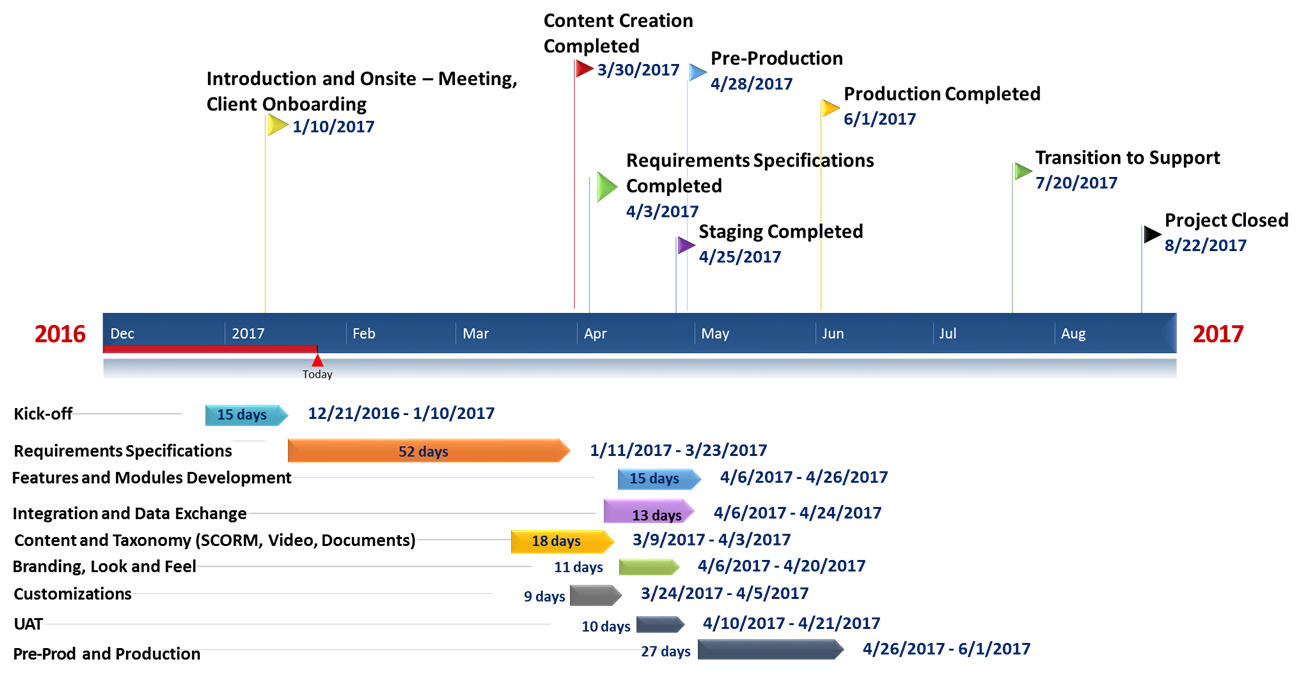 Content Creation
Completed
3/30/2017
Pre-Production
4/28/2017
Introduction and Onsite – Meeting,
Client Onboarding
1/10/2017
Production Completed
6/1/2017
Requirements Specifications
Completed
4/3/2017
Transition to Support
7/20/2017
Staging Completed
4/25/2017
Project Closed
8/22/2017
2016 Dec 2017 Feb Mar Apr May Jun Jul Aug 2017
Today
Kick-off 15 days 12/21/2016 - 1/10/2017
Requirements Specifications 52 days 1/11/2017 - 3/23/2017
Features and Modules Development 15 days 4/6/2017 - 4/26/2017
Integration and Data Exchange 13 days 4/6/2017 - 4/24/2017
Content and Taxonomy (SCORM, Video, Documents) 18 days 3/9/2017 - 4/3/2017
Branding, Look and Feel 11 days 4/6/2017 - 4/20/2017
Customizations 9 days 3/24/2017 - 4/5/2017
UAT 10 days 4/10/2017 - 4/21/2017
Pre-Prod and Production 27 days 4/26/2017 - 6/1/2017